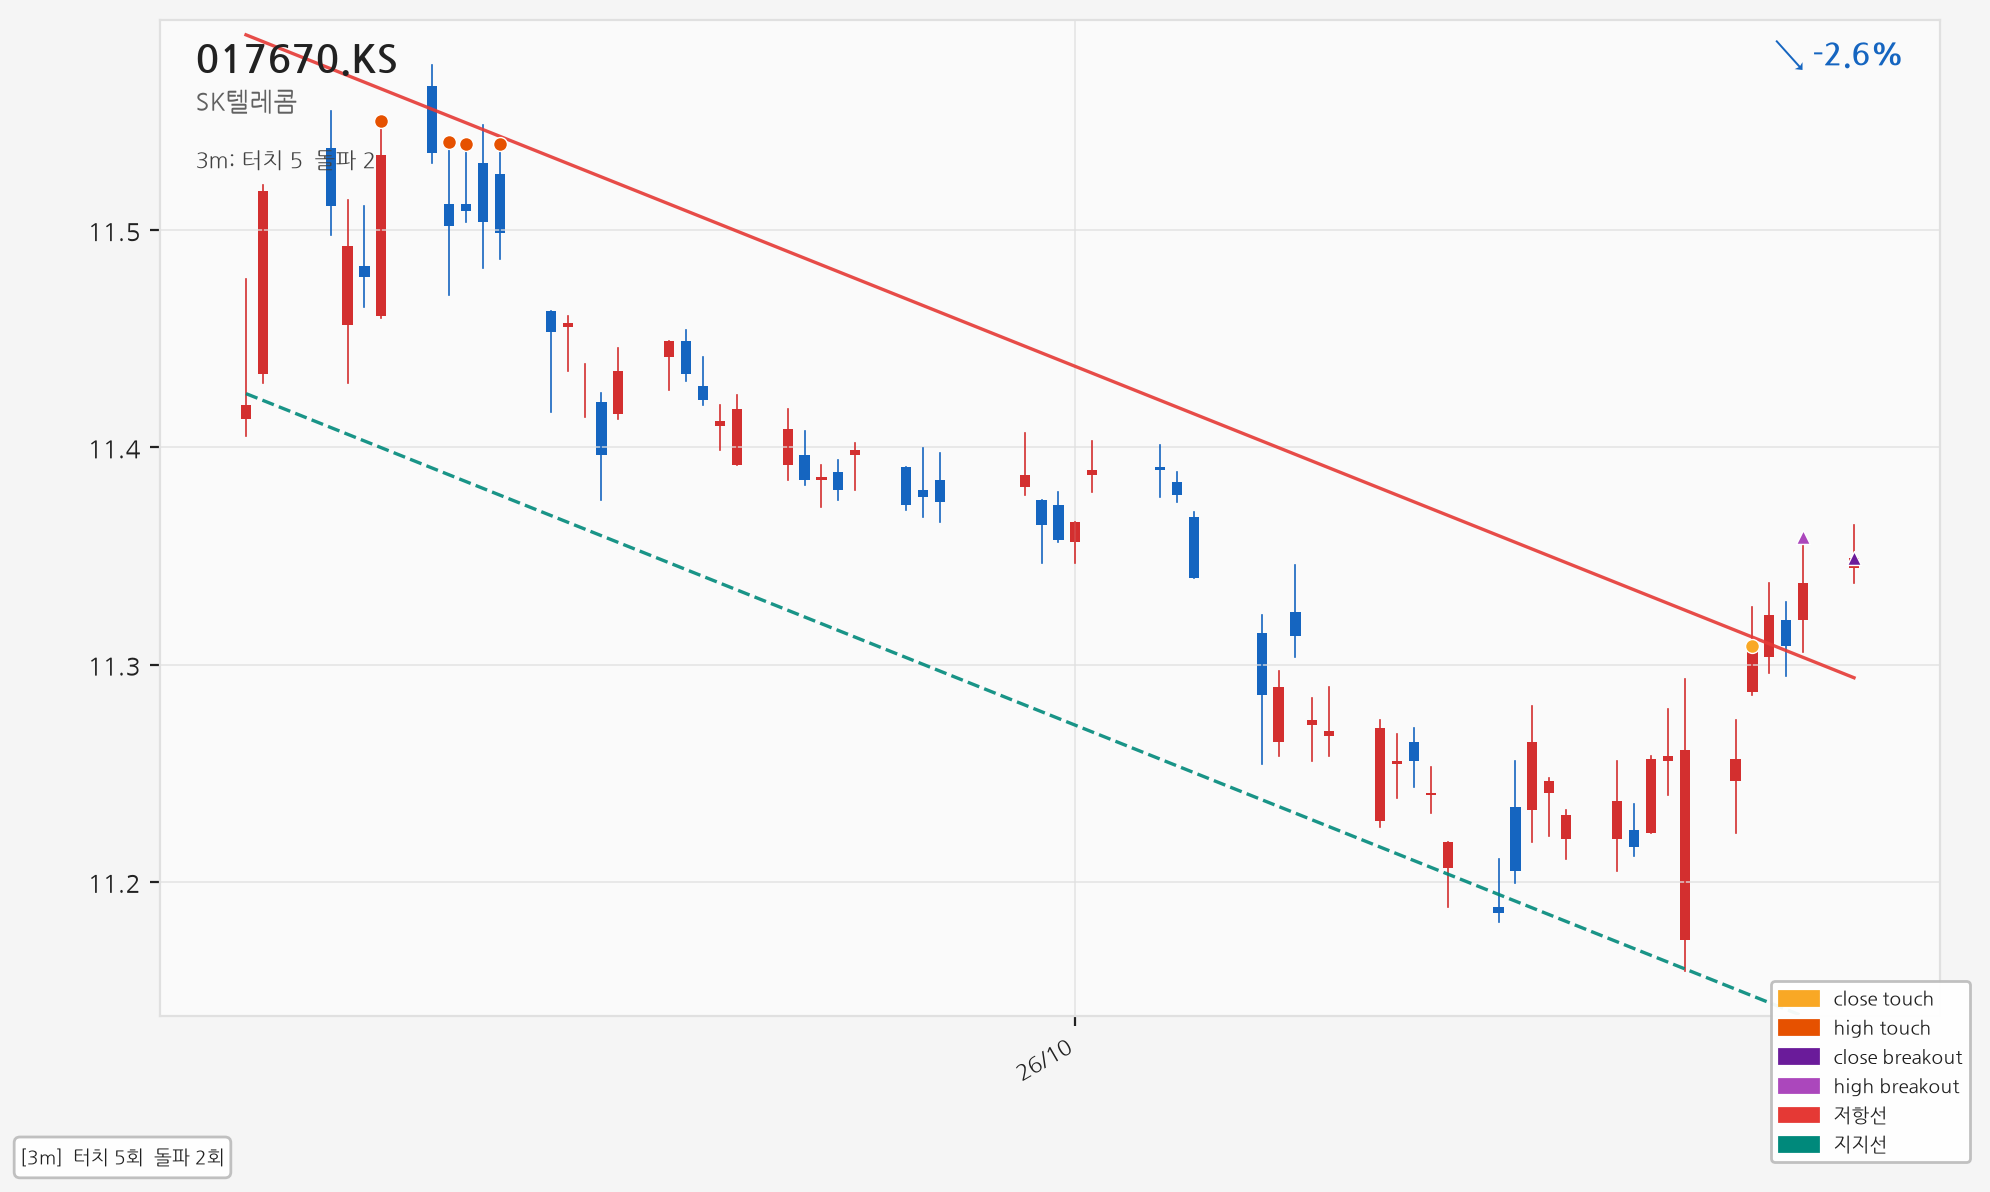 017670.KS
SK텔레콤
3m: 터치 5  돌파 2
-2.6%
11.5
11.4
11.3
11.2
26/10
close touch
high touch
close breakout
high breakout
저항선
지지선
[3m]  터치 5회  돌파 2회